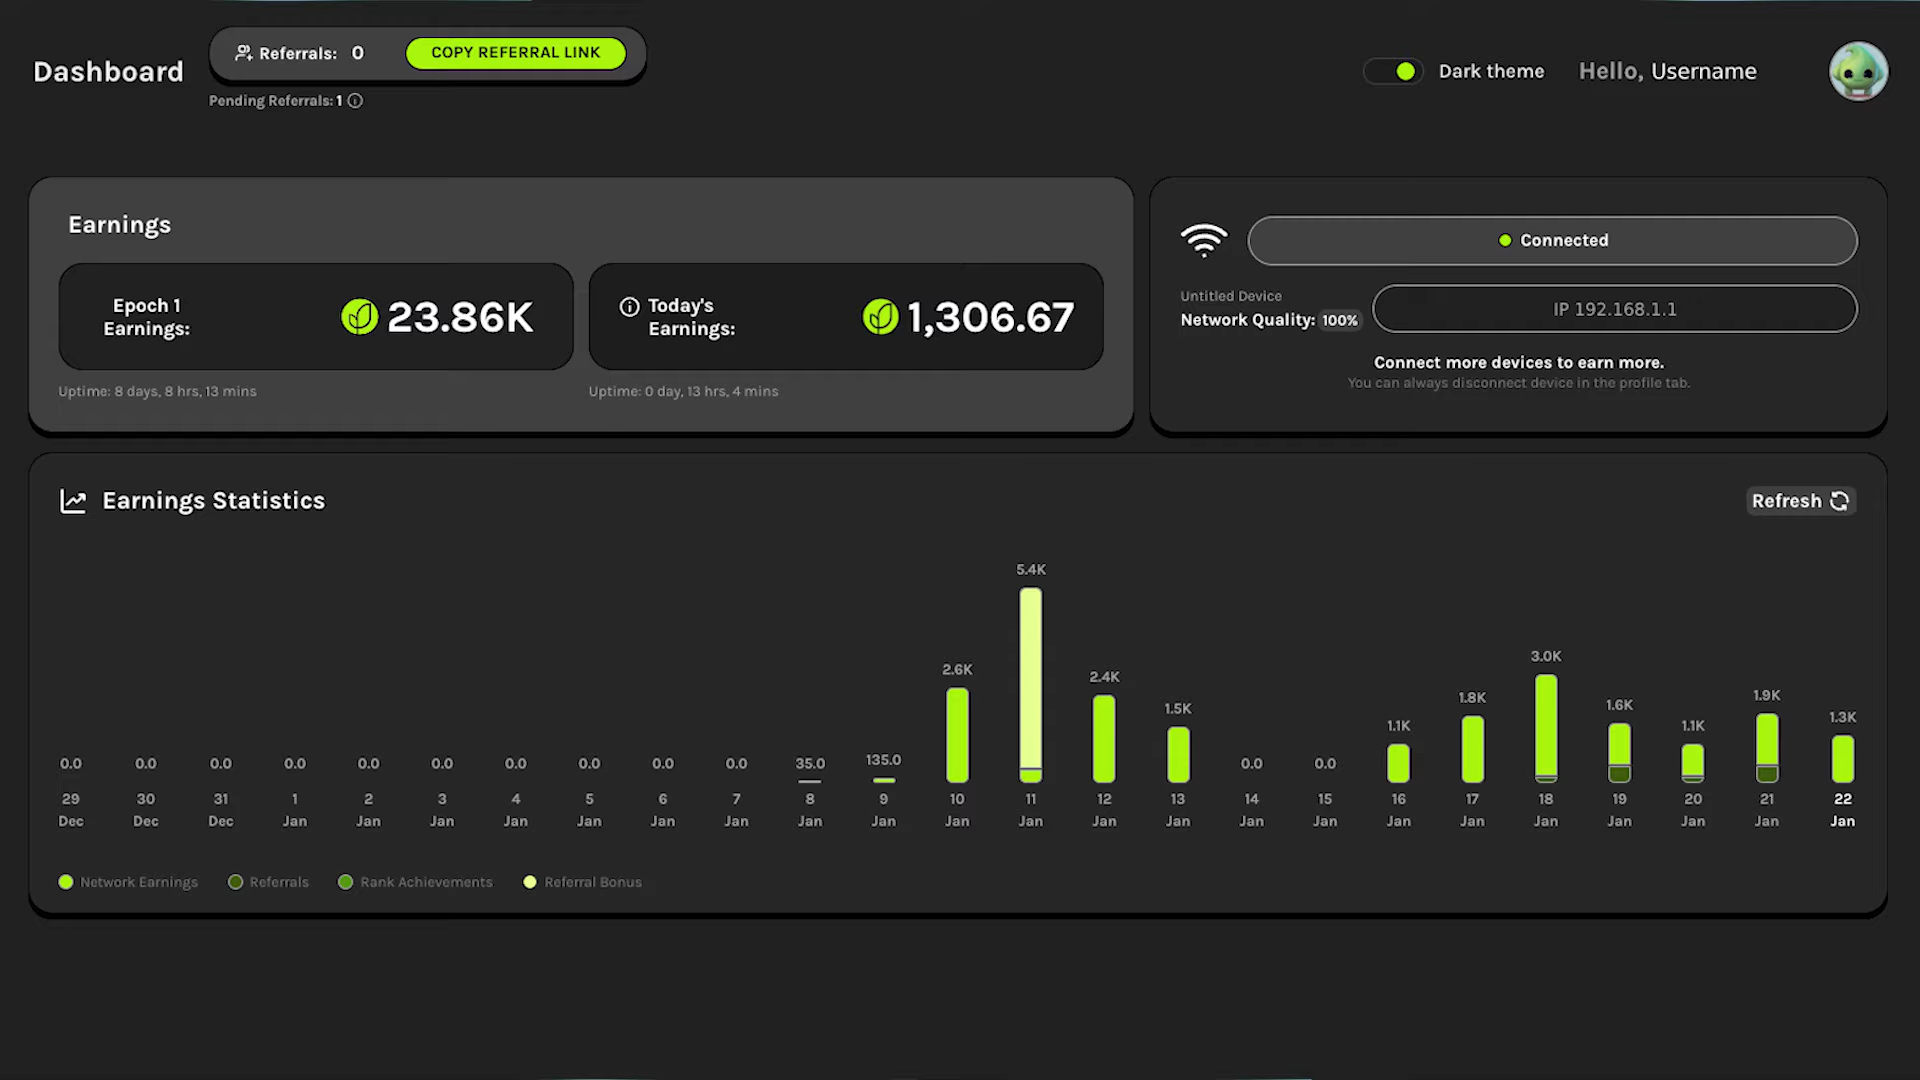 Dashboard
Referrals: 0
COPY REFERRAL LINK
Pending Referrals: 1
Dark theme
Hello, Username
Earnings
Epoch 1
Earnings:
23.86K
Uptime: 8 days, 8 hrs, 13 mins
Today's
Earnings:
1,306.67
Uptime: 0 day, 13 hrs, 4 mins
Connected
Untitled Device
Network Quality: 100%
IP 192.168.1.1
Connect more devices to earn more.
You can always disconnect device in the profile tab.
Earnings Statistics
Refresh
0.0 0.0 0.0 0.0 0.0 0.0 0.0 0.0 0.0 0.0 35.0 135.0 2.6K 5.4K 2.4K 1.5K 0.0 0.0 1.1K 1.8K 3.0K 1.6K 1.1K 1.9K 1.3K
29 30 31 1 2 3 4 5 6 7 8 9 10 11 12 13 14 15 16 17 18 19 20 21 22
Dec Dec Dec Jan Jan Jan Jan Jan Jan Jan Jan Jan Jan Jan Jan Jan Jan Jan Jan Jan Jan Jan Jan Jan Jan
Network Earnings
Referrals
Rank Achievements
Referral Bonus